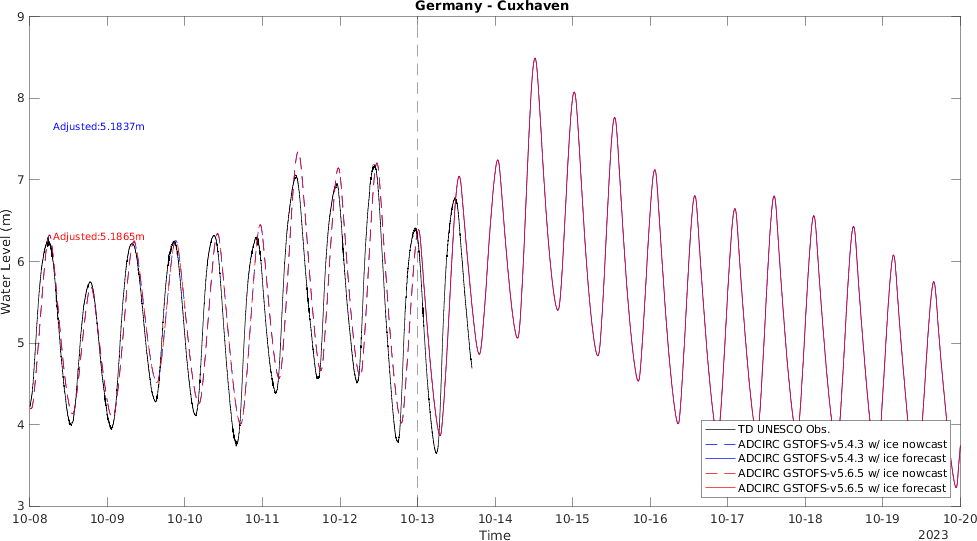 Germany - Cuxhaven
9
8
7
6
5
4
3
Water Level (m)
Adjusted:5.1837m
Adjusted:5.1865m
TD UNESCO Obs.
ADCIRC GSTOFS-v5.4.3 w/ ice nowcast
ADCIRC GSTOFS-v5.4.3 w/ ice forecast
ADCIRC GSTOFS-v5.6.5 w/ ice nowcast
ADCIRC GSTOFS-v5.6.5 w/ ice forecast
10-08 10-09 10-10 10-11 10-12 10-13 10-14 10-15 10-16 10-17 10-18 10-19 10-20
Time
2023